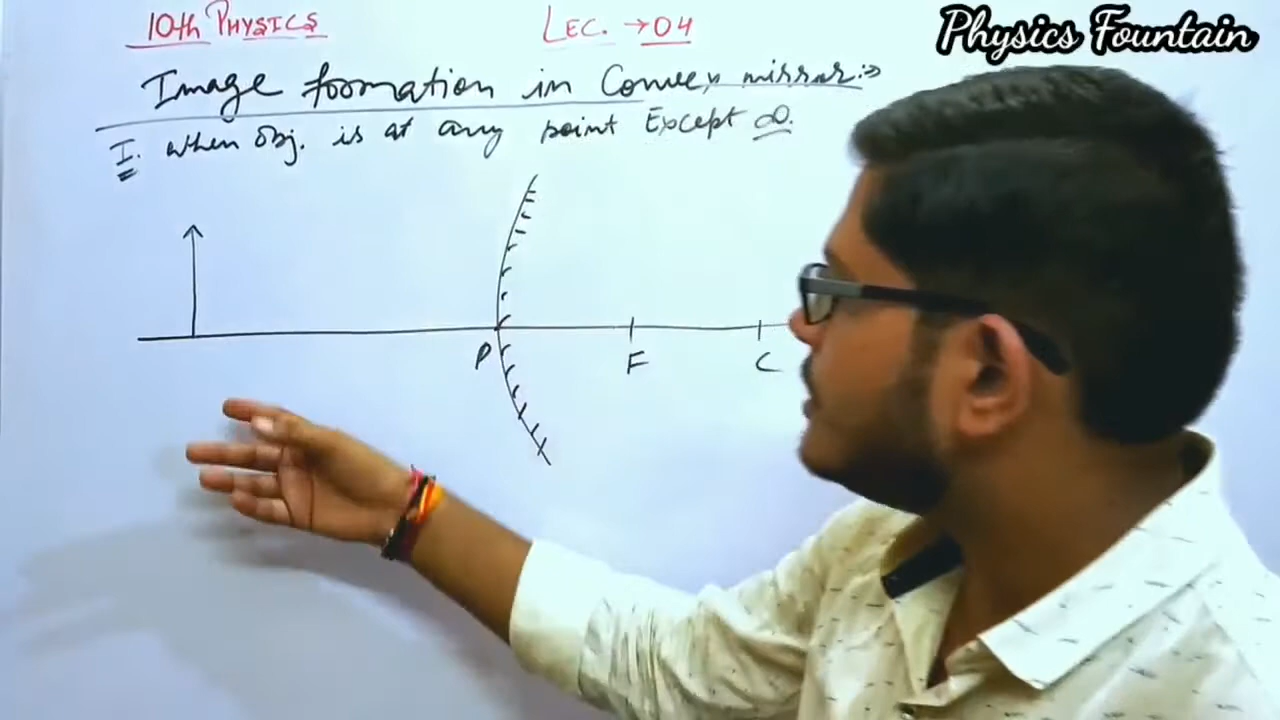 10th PHYSICS
LEC. → 04
Physics Fountain
Image formation in Convex mirror :→
I. when obj. is at any point Except ∞.
P
F
C